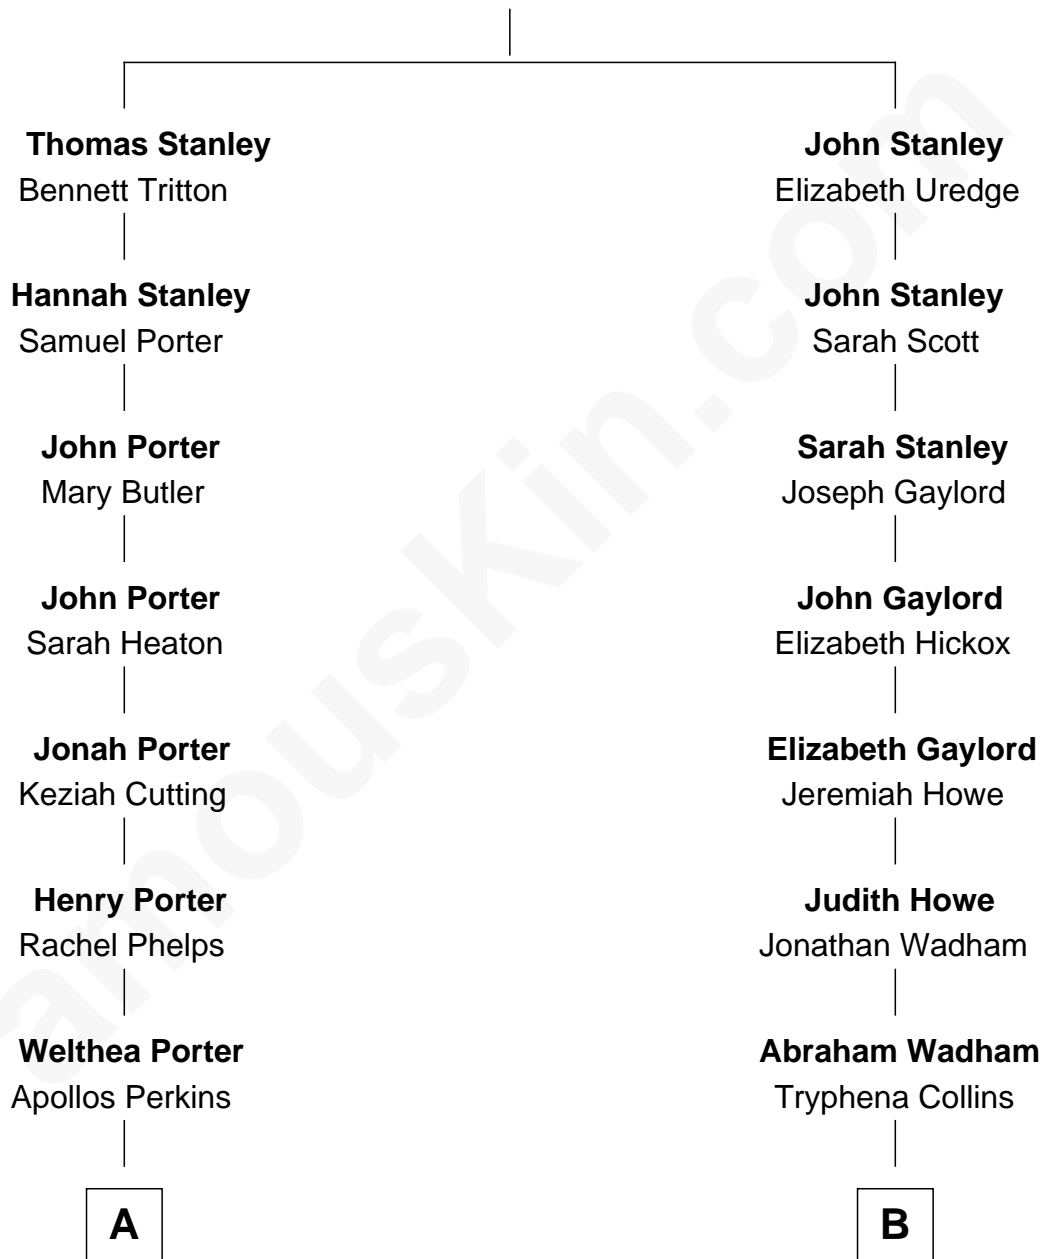 Thomas Stanley
Bennett Tritton
Hannah Stanley
Samuel Porter
John Porter
Mary Butler
John Porter
Sarah Heaton
Jonah Porter
Keziah Cutting
Henry Porter
Rachel Phelps
Welthea Porter
Apollos Perkins
A
John Stanley
Elizabeth Uredge
John Stanley
Sarah Scott
Sarah Stanley
Joseph Gaylord
John Gaylord
Elizabeth Hickox
Elizabeth Gaylord
Jeremiah Howe
Judith Howe
Jonathan Wadham
Abraham Wadham
Tryphena Collins
B
amouskin.com